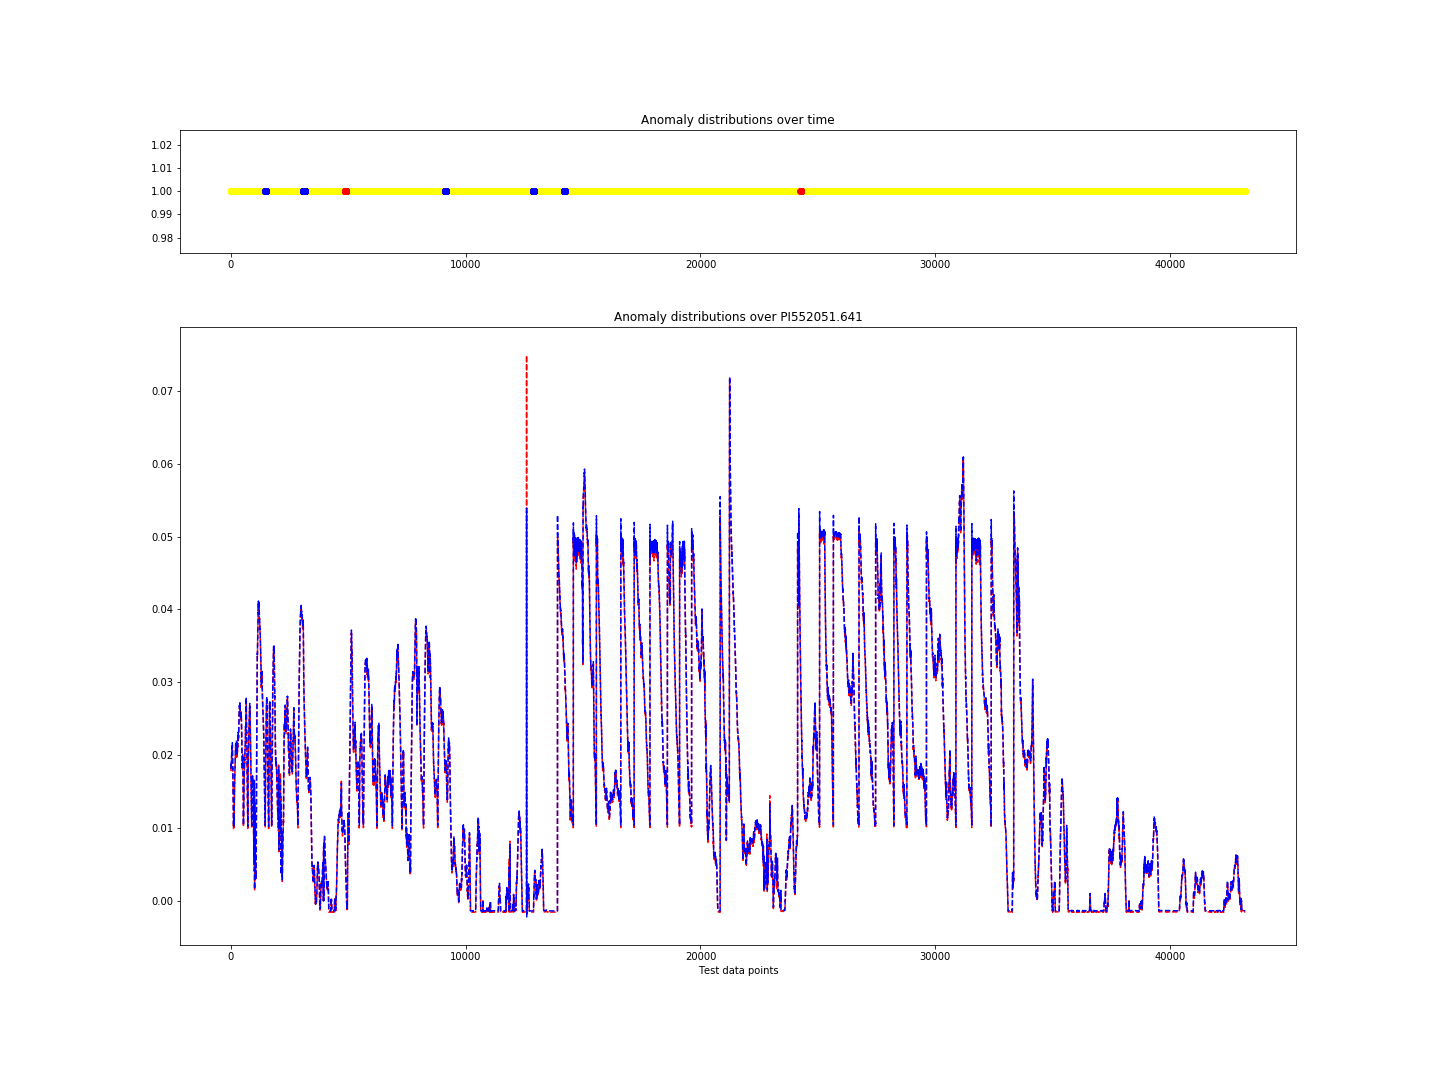 Anomaly distributions over time
1.02
1.01
1.00
0.99
0.98
0 10000 20000 30000 40000
Anomaly distributions over PI552051.641
0.07
0.06
0.05
0.04
0.03
0.02
0.01
0.00
0 10000 20000 30000 40000
Test data points